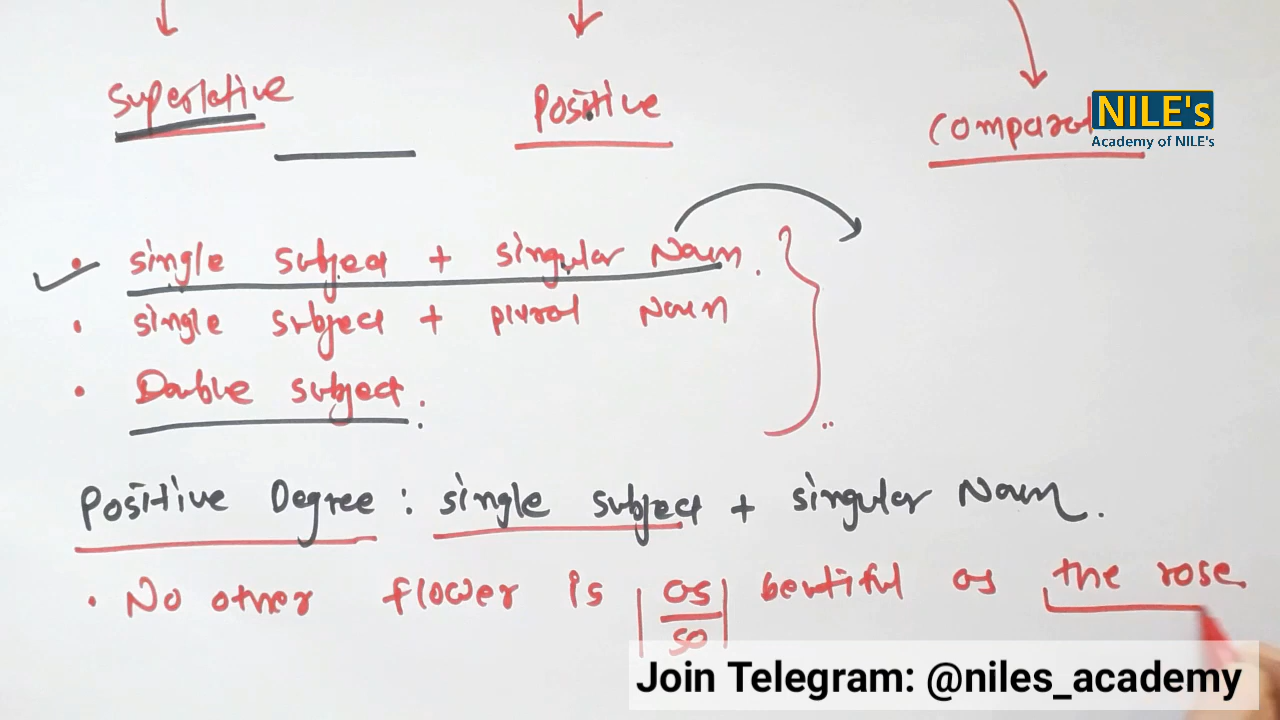 Superlative Positive Comparat
NILE's
Academy of NILE's
• single subject + singular Noun.
• single subject + plural Noun
• Double subject.
Positive Degree : single subject + singular Noun.
• No other flower is as beutiful as the rose
so
Join Telegram: @niles_academy